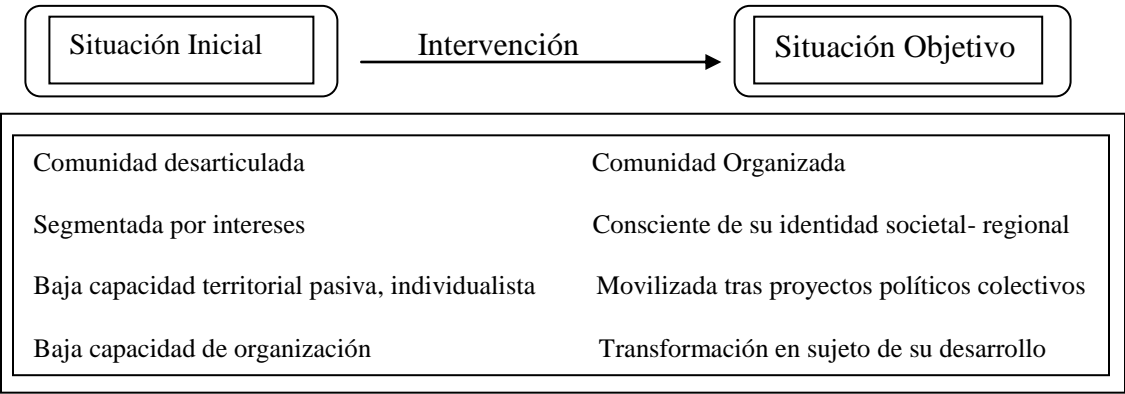 Situación Inicial
Intervención
Situación Objetivo
Comunidad desarticulada
Comunidad Organizada
Segmentada por intereses
Consciente de su identidad societal- regional
Baja capacidad territorial pasiva, individualista
Movilizada tras proyectos políticos colectivos
Baja capacidad de organización
Transformación en sujeto de su desarrollo